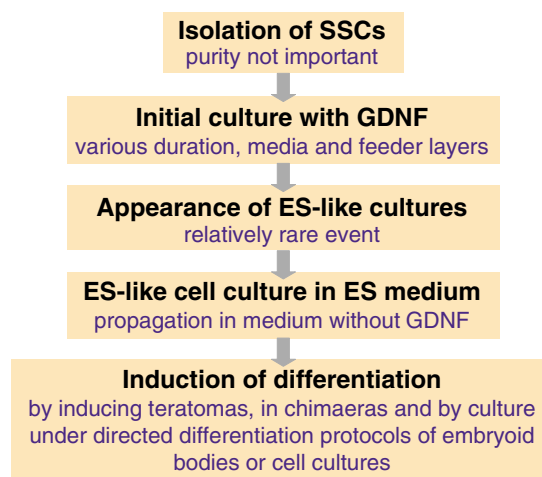 Isolation of SSCs
purity not important
Initial culture with GDNF
various duration, media and feeder layers
Appearance of ES-like cultures
relatively rare event
ES-like cell culture in ES medium
propagation in medium without GDNF
Induction of differentiation
by inducing teratomas, in chimaeras and by culture
under directed differentiation protocols of embryoid
bodies or cell cultures